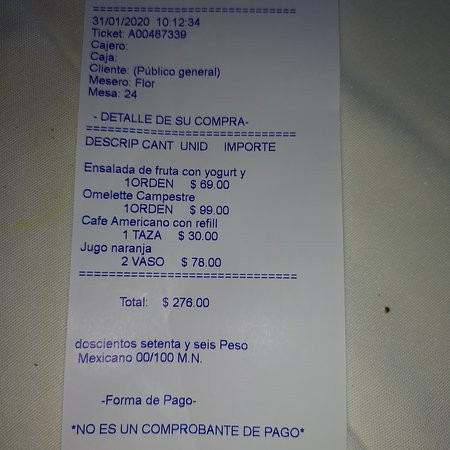 ===============================
31/01/2020 10:12:34
Ticket: A00487339
Cajero:
Caja:
Cliente: (Público general)
Mesero: Flor
Mesa: 24
- DETALLE DE SU COMPRA-
===============================
DESCRIP CANT UNID IMPORTE
Ensalada de fruta con yogurt y
1ORDEN $ 69.00
Omelette Campestre
1ORDEN $ 99.00
Cafe Americano con refill
1 TAZA $ 30.00
Jugo naranja
2 VASO $ 78.00
===============================
Total: $ 276.00
doscientos setenta y seis Peso
Mexicano 00/100 M.N.
-Forma de Pago-
*NO ES UN COMPROBANTE DE PAGO*